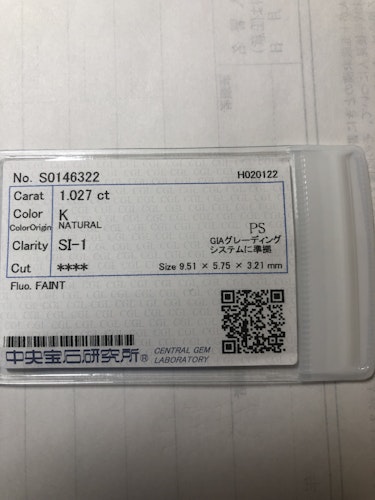 No. S0146322 H020122
Carat 1.027 ct
Color K
ColorOrigin NATURAL
PS
Clarity SI-1
GIAグレーディング
システムに準拠
Cut **** Size 9.51 × 5.75 × 3.21 mm
Fluo. FAINT
中央宝石研究所® CENTRAL GEM
LABORATORY